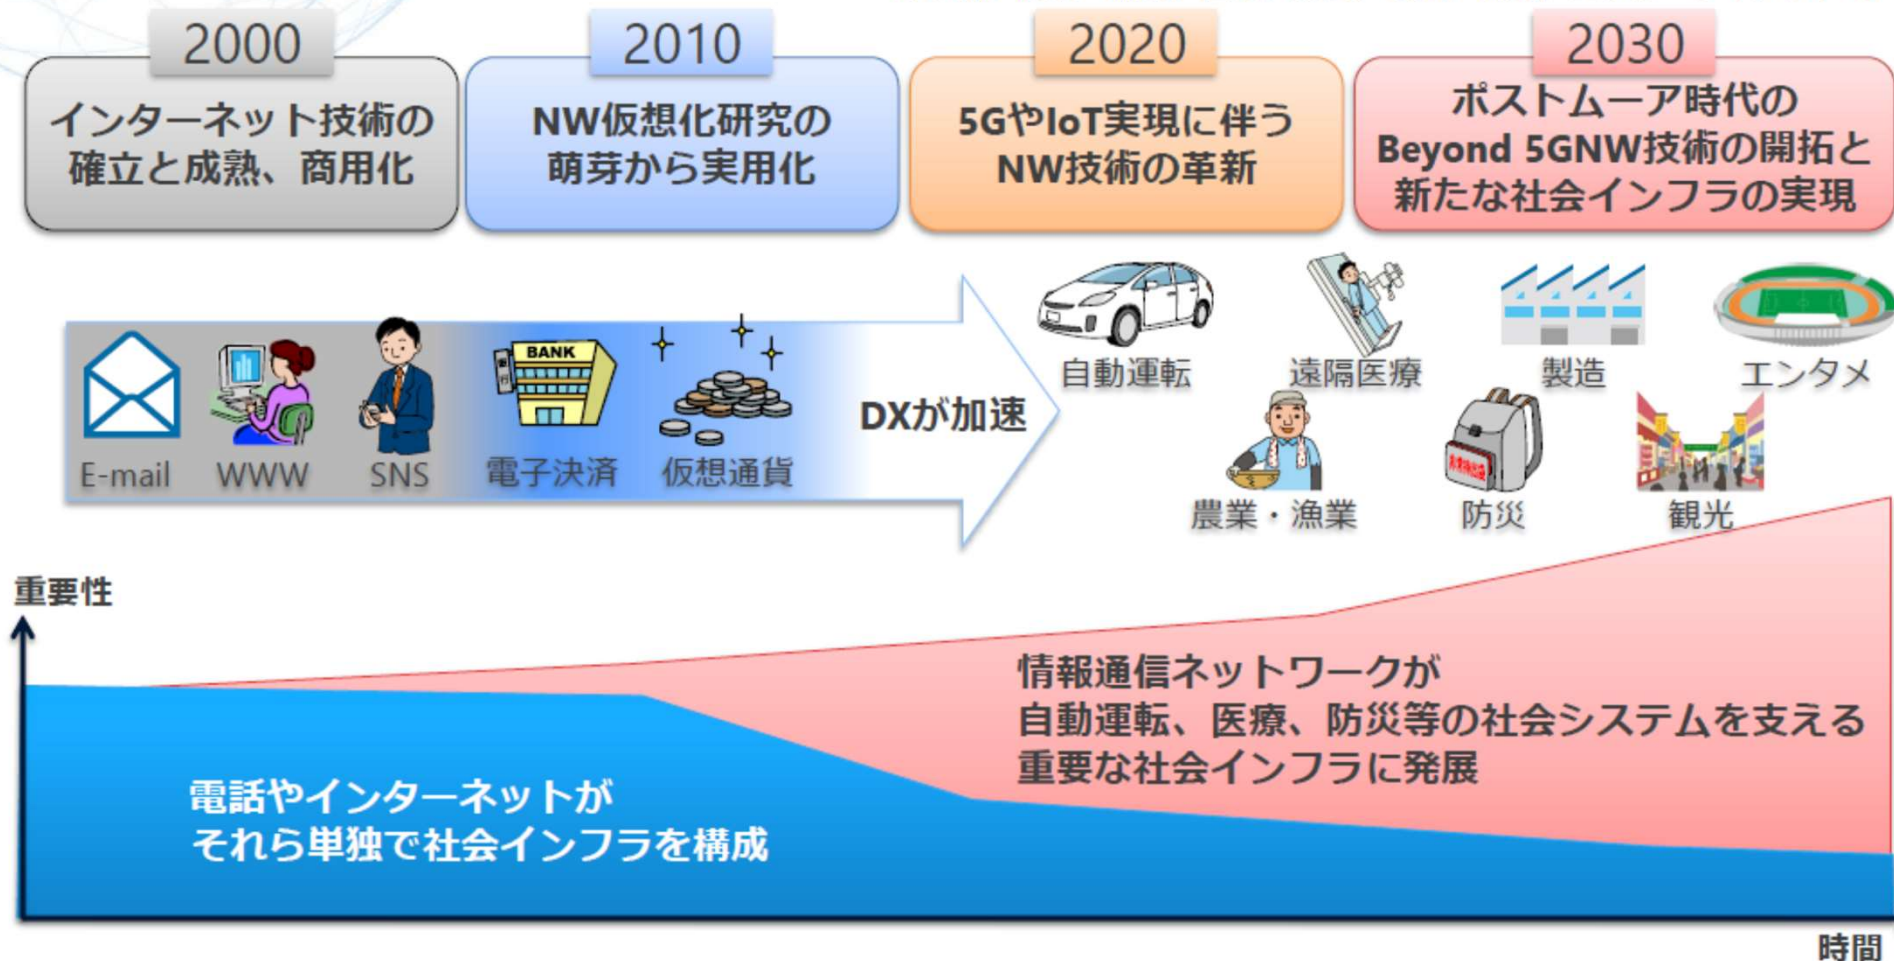 2000
インターネット技術の
確立と成熟、商用化
2010
NW仮想化研究の
萌芽から実用化
2020
5GやIoT実現に伴う
NW技術の革新
2030
ポストムーア時代の
Beyond 5GNW技術の開拓と
新たな社会インフラの実現
E-mail
WWW
SNS
BANK
電子決済
仮想通貨
DXが加速
自動運転
遠隔医療
製造
エンタメ
農業・漁業
防災
観光
重要性
情報通信ネットワークが
自動運転、医療、防災等の社会システムを支える
重要な社会インフラに発展
電話やインターネットが
それら単独で社会インフラを構成
時間